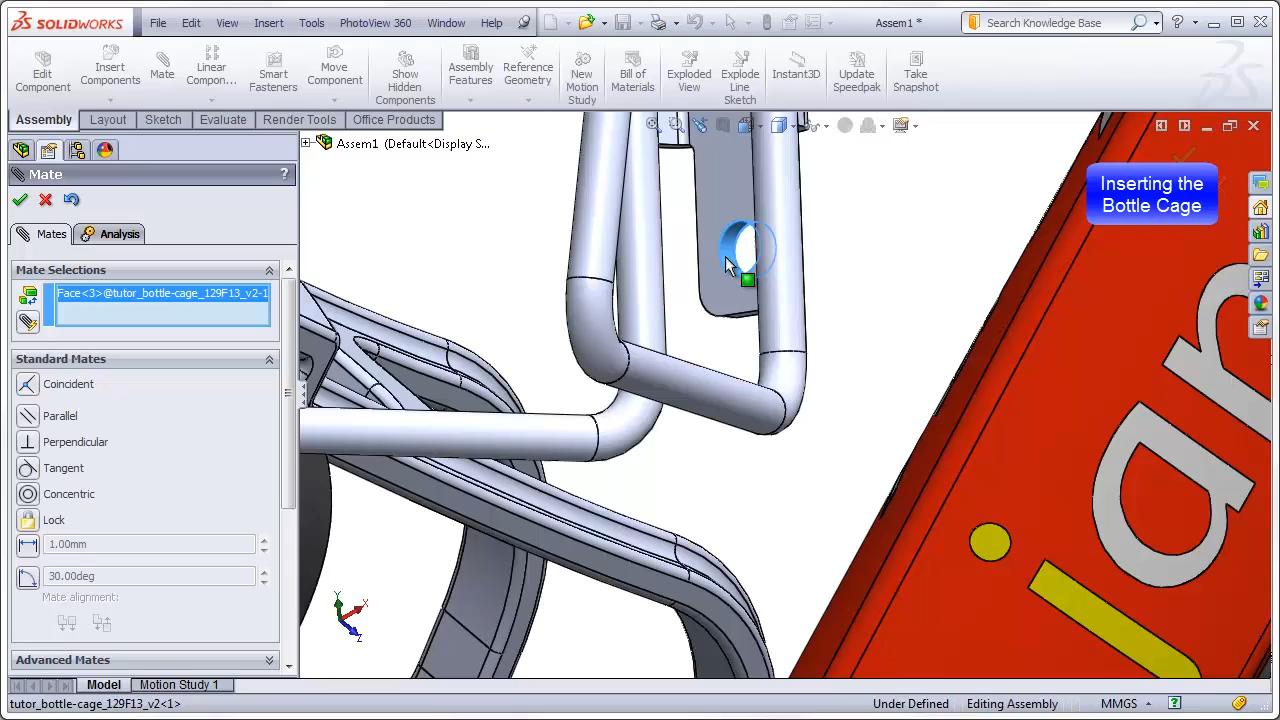 SOLIDWORKS
File Edit View Insert Tools PhotoView 360 Window Help
Assem1 *
Search Knowledge Base
Edit Component
Insert Components
Mate
Linear Compon...
Smart Fasteners
Move Component
Show Hidden Components
Assembly Features
Reference Geometry
New Motion Study
Bill of Materials
Exploded View
Explode Line Sketch
Instant3D
Update Speedpak
Take Snapshot
Assembly Layout Sketch Evaluate Render Tools Office Products
Assem1 (Default<Display S...
Mate ?
Mates Analysis
Mate Selections
Face<3>@tutor_bottle-cage_129F13_v2-1
Standard Mates
Coincident
Parallel
Perpendicular
Tangent
Concentric
Lock
1.00mm
30.00deg
Mate alignment:
Advanced Mates
Inserting the
Bottle Cage
Y
X
Z
Model Motion Study 1
tutor_bottle-cage_129F13_v2<1>
Under Defined Editing Assembly MMGS